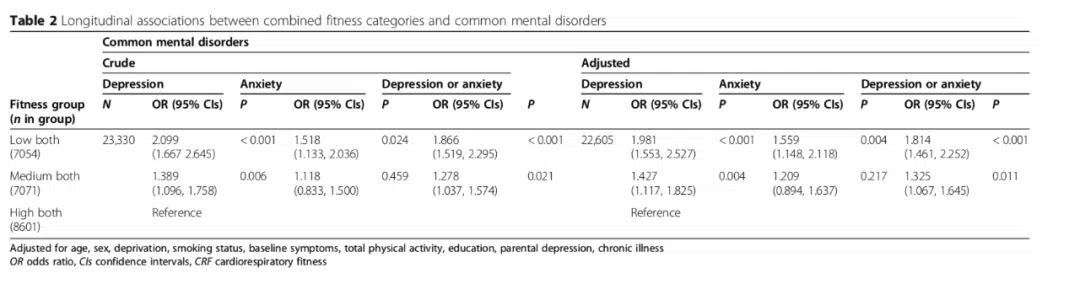 Table 2 Longitudinal associations between combined fitness categories and common mental disorders
Common mental disorders
Crude Adjusted
Depression Anxiety Depression or anxiety Depression Anxiety Depression or anxiety
Fitness group N OR (95% CIs) P OR (95% CIs) P OR (95% CIs) P N OR (95% CIs) P OR (95% CIs) P OR (95% CIs) P
(n in group)
Low both 23,330 2.099 < 0.001 1.518 0.024 1.866 < 0.001 22,605 1.981 < 0.001 1.559 0.004 1.814 < 0.001
(7054) (1.667 2.645) (1.133, 2.036) (1.519, 2.295) (1.553, 2.527) (1.148, 2.118) (1.461, 2.252)
Medium both 1.389 0.006 1.118 0.459 1.278 0.021 1.427 0.004 1.209 0.217 1.325 0.011
(7071) (1.096, 1.758) (0.833, 1.500) (1.037, 1.574) (1.117, 1.825) (0.894, 1.637) (1.067, 1.645)
High both Reference Reference
(8601)
Adjusted for age, sex, deprivation, smoking status, baseline symptoms, total physical activity, education, parental depression, chronic illness
OR odds ratio, CIs confidence intervals, CRF cardiorespiratory fitness